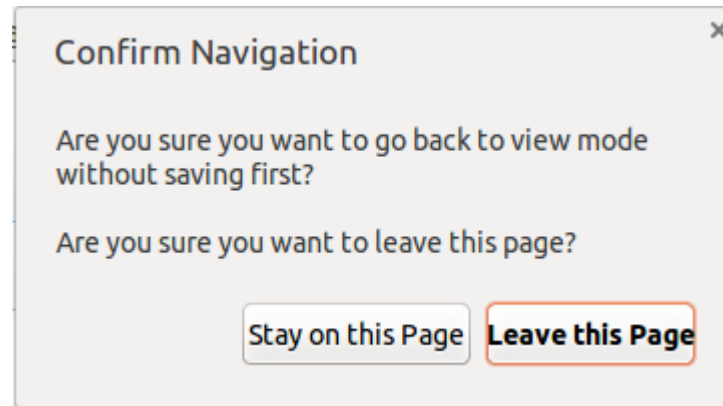 Confirm Navigation
Are you sure you want to go back to view mode
without saving first?
Are you sure you want to leave this page?
Stay on this Page
Leave this Page